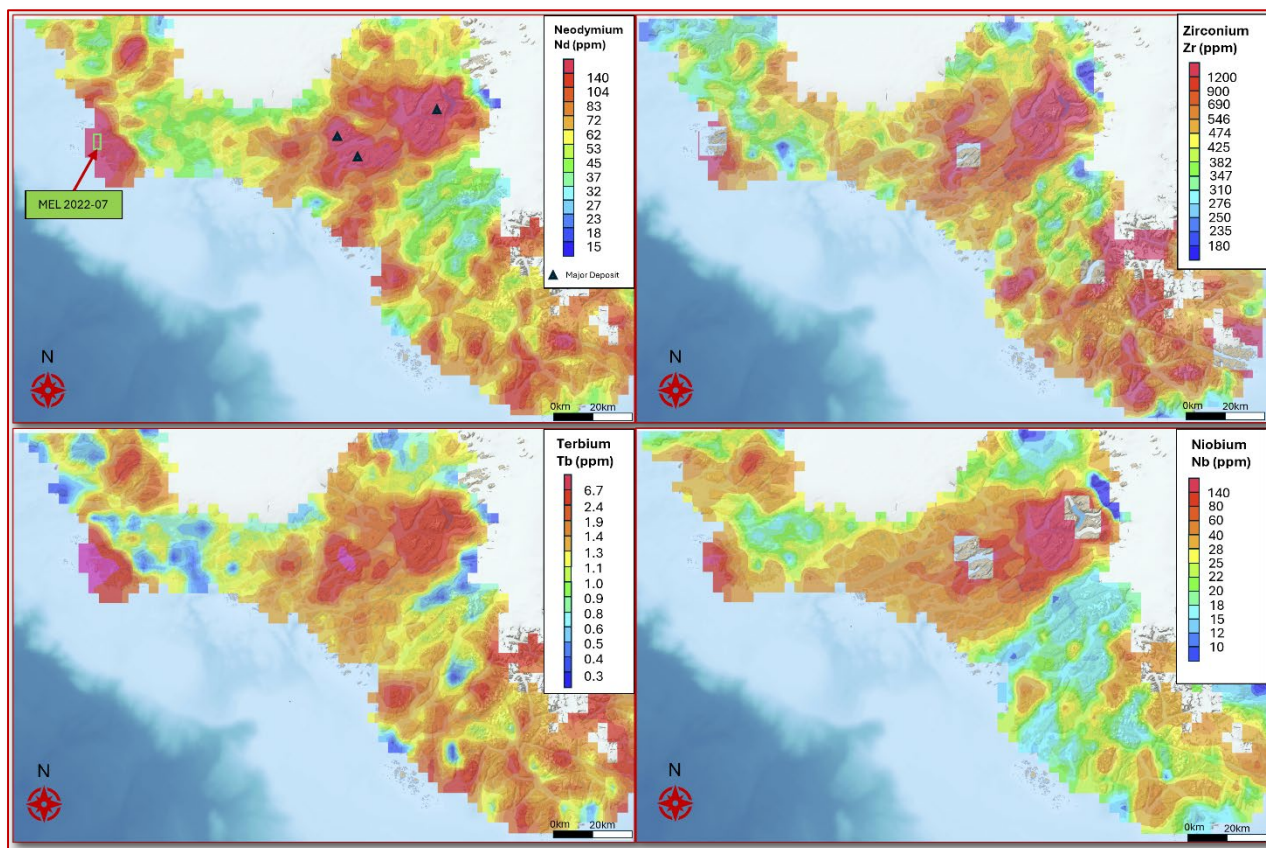 Neodymium
Nd (ppm)
140
104
83
72
62
53
45
37
32
27
23
18
15
Major Deposit
MEL 2022-07
N
0km 20km
Zirconium
Zr (ppm)
1200
900
690
546
474
425
382
347
310
276
250
235
180
N
0km 20km
Terbium
Tb (ppm)
6.7
2.4
1.9
1.4
1.3
1.1
1.0
0.9
0.8
0.6
0.5
0.4
0.3
N
0km 20km
Niobium
Nb (ppm)
140
80
60
40
28
25
22
20
18
15
12
10
N
0km 20km